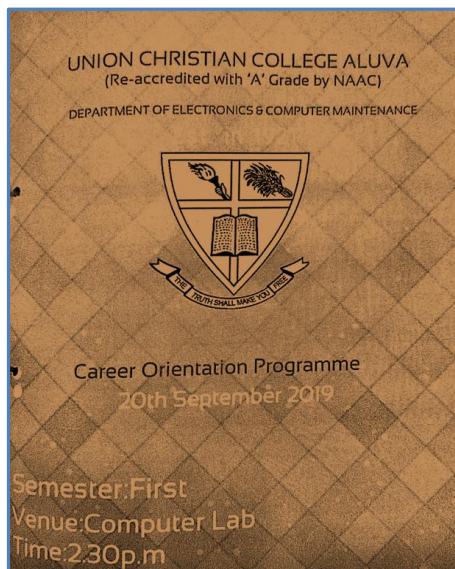 UNION CHRISTIAN COLLEGE ALUVA
(Re-accredited with 'A' Grade by NAAC)
DEPARTMENT OF ELECTRONICS & COMPUTER MAINTENANCE
THE TRUTH SHALL MAKE YOU FREE
Career Orientation Programme
20th September 2019
Semester:First
Venue:Computer Lab
Time:2.30p.m